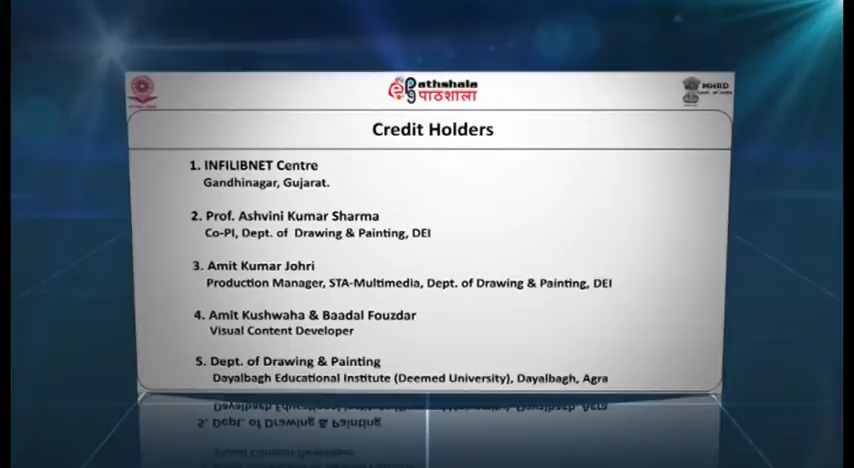 ePathshala
पाठशाला
MHRD
Credit Holders
1. INFILIBNET Centre
Gandhinagar, Gujarat.
2. Prof. Ashvini Kumar Sharma
Co-PI, Dept. of Drawing & Painting, DEI
3. Amit Kumar Johri
Production Manager, STA-Multimedia, Dept. of Drawing & Painting, DEI
4. Amit Kushwaha & Baadal Fouzdar
Visual Content Developer
5. Dept. of Drawing & Painting
Dayalbagh Educational Institute (Deemed University), Dayalbagh, Agra